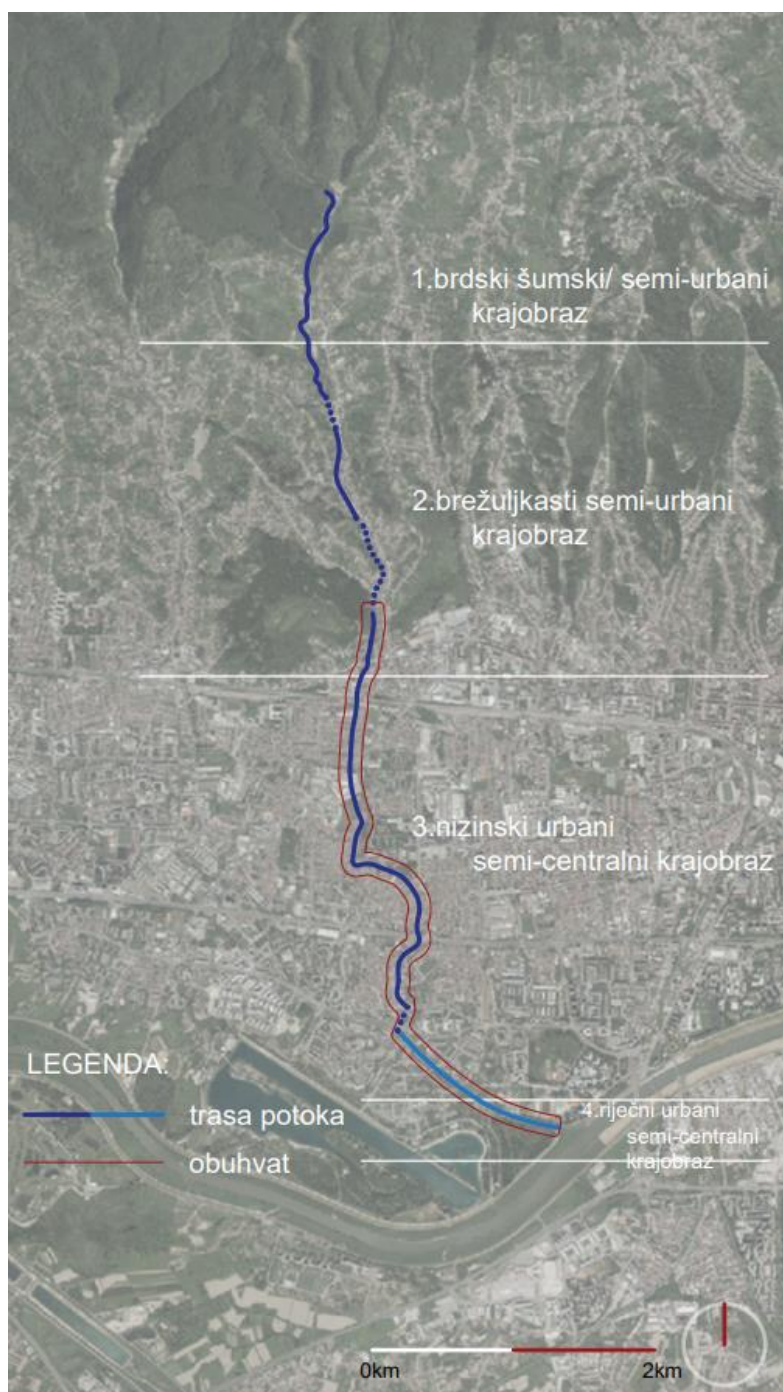 1.brdski šumski/ semi-urbani
krajobraz
2.brežuljkasti semi-urbani
krajobraz
3.nizinski urbani
semi-centralni krajobraz
LEGENDA:
trasa potoka
obuhvat
4.riječni urbani
semi-centralni
krajobraz
0km
2km